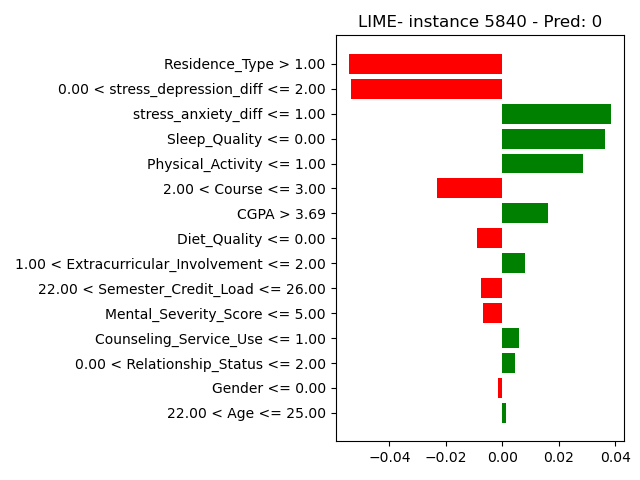 LIME- instance 5840 - Pred: 0
Residence_Type > 1.00
0.00 < stress_depression_diff <= 2.00
stress_anxiety_diff <= 1.00
Sleep_Quality <= 0.00
Physical_Activity <= 1.00
2.00 < Course <= 3.00
CGPA > 3.69
Diet_Quality <= 0.00
1.00 < Extracurricular_Involvement <= 2.00
22.00 < Semester_Credit_Load <= 26.00
Mental_Severity_Score <= 5.00
Counseling_Service_Use <= 1.00
0.00 < Relationship_Status <= 2.00
Gender <= 0.00
22.00 < Age <= 25.00
−0.04 −0.02 0.00 0.02 0.04